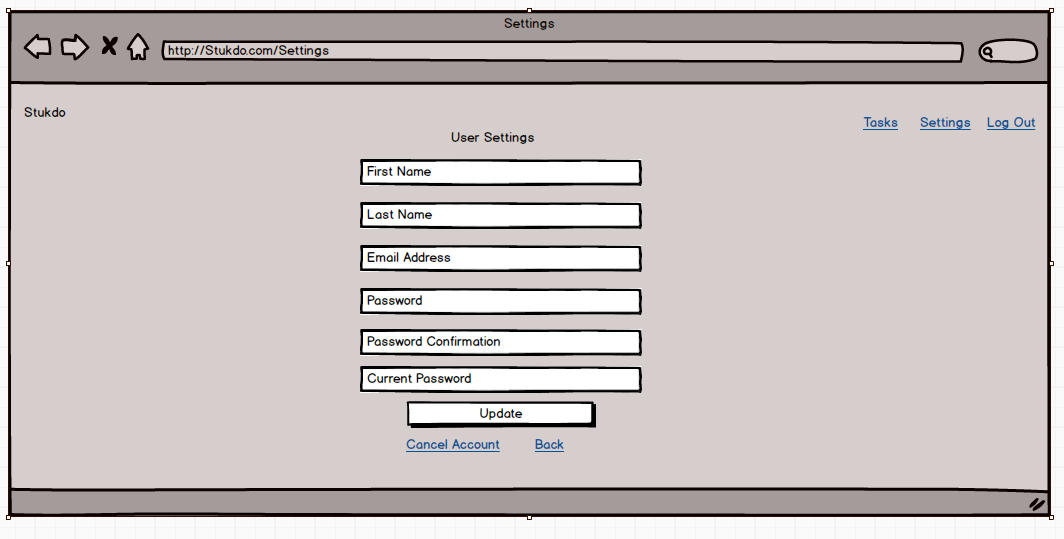 Settings
http://Stukdo.com/Settings
Stukdo
Tasks Settings Log Out
User Settings
First Name
Last Name
Email Address
Password
Password Confirmation
Current Password
Update
Cancel Account Back